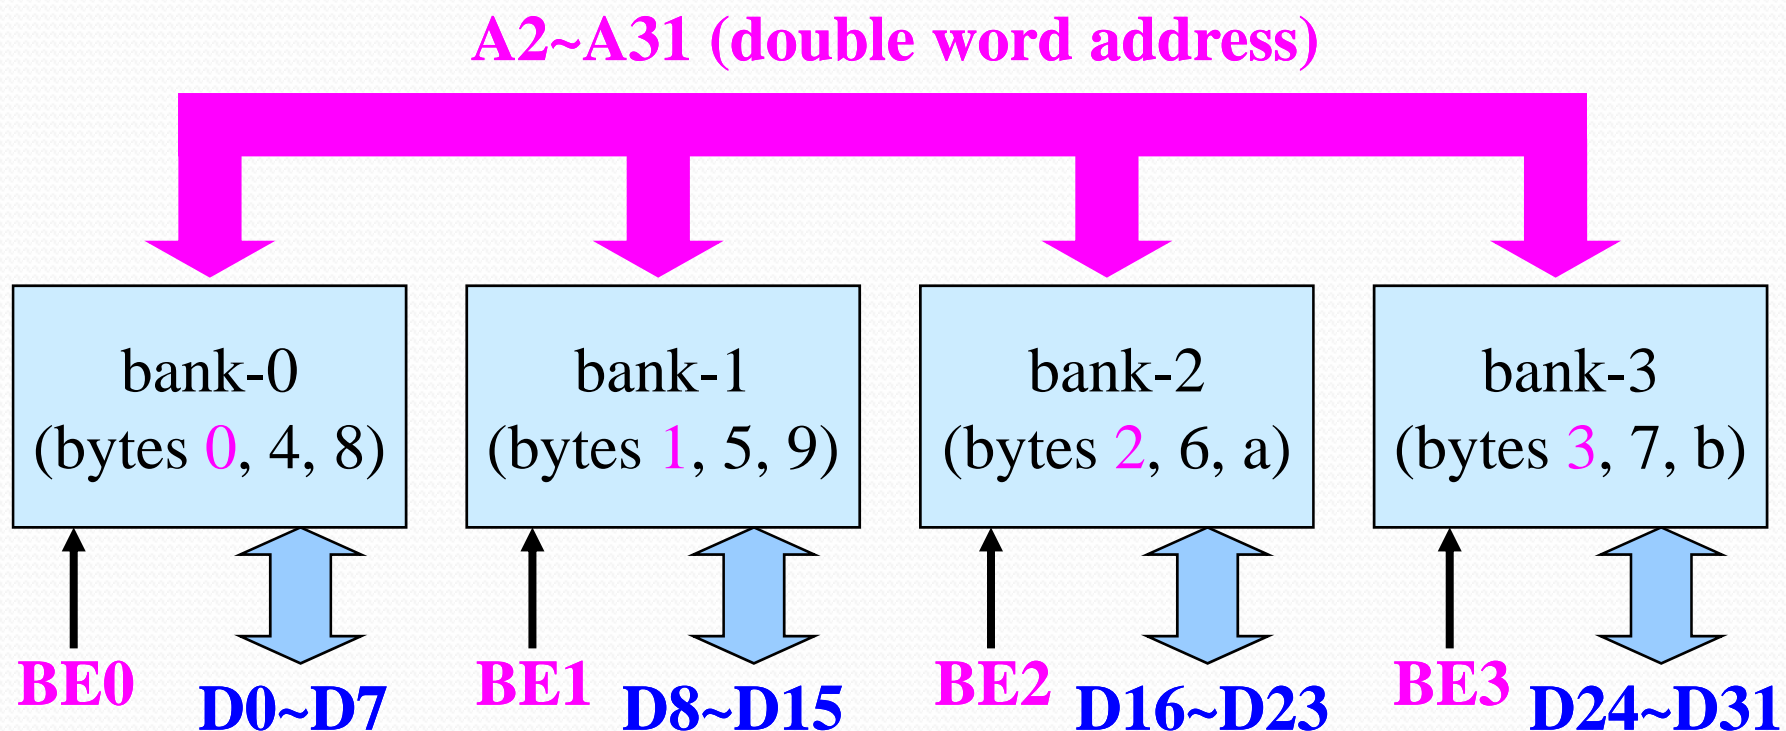 A2~A31 (double word address)
bank-0
(bytes 0, 4, 8)
bank-1
(bytes 1, 5, 9)
bank-2
(bytes 2, 6, a)
bank-3
(bytes 3, 7, b)
BE0
D0~D7
BE1
D8~D15
BE2
D16~D23
BE3
D24~D31